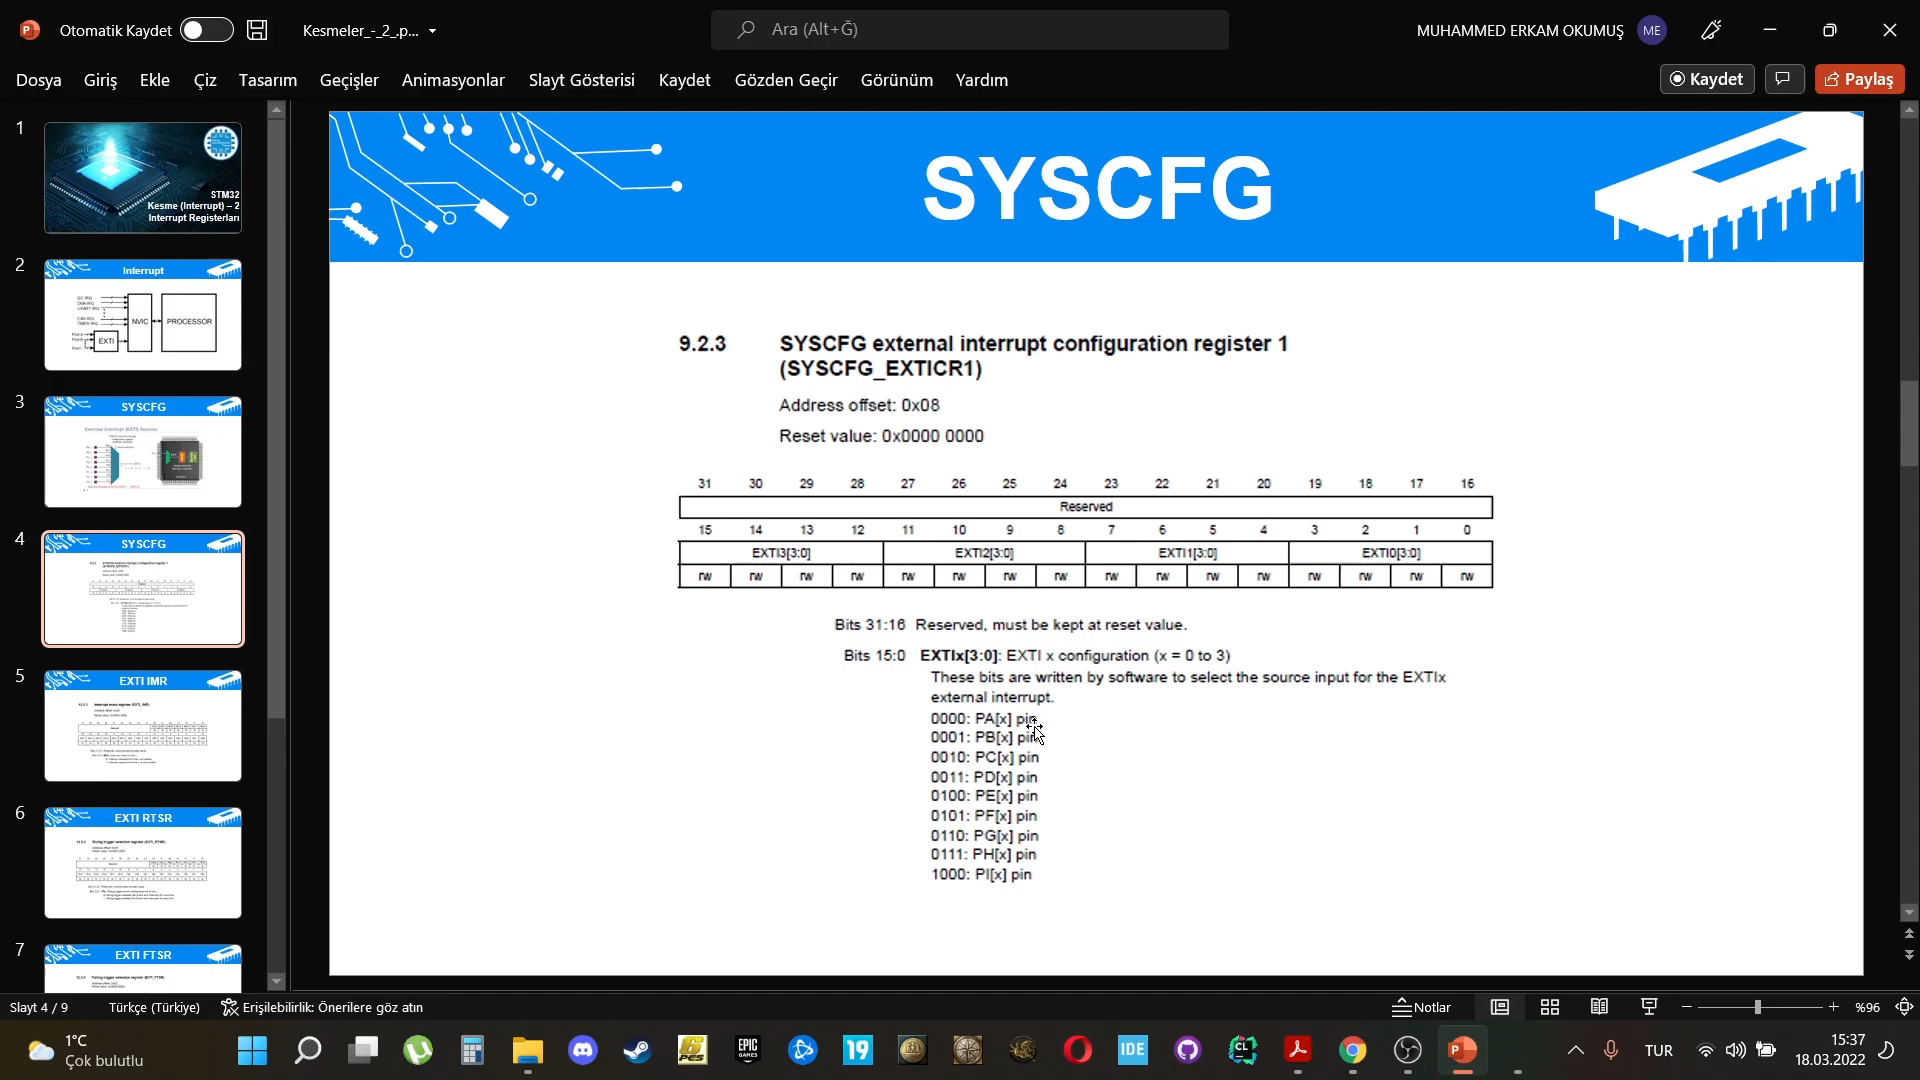 Otomatik Kaydet
Kesmeler_-_2_.p...
Ara (Alt+Ğ)
MUHAMMED ERKAM OKUMUŞ
ME
Dosya Giriş Ekle Çiz Tasarım Geçişler Animasyonlar Slayt Gösterisi Kaydet Gözden Geçir Görünüm Yardım
Kaydet
Paylaş
1
STM32
Kesme (Interrupt) – 2
Interrupt Registerları
2
Interrupt
NVIC
PROCESSOR
EXTI
3
SYSCFG
4
SYSCFG
5
EXTI IMR
6
EXTI RTSR
7
EXTI FTSR
SYSCFG
9.2.3 SYSCFG external interrupt configuration register 1
(SYSCFG_EXTICR1)
Address offset: 0x08
Reset value: 0x0000 0000
31 30 29 28 27 26 25 24 23 22 21 20 19 18 17 16
Reserved
15 14 13 12 11 10 9 8 7 6 5 4 3 2 1 0
EXTI3[3:0] EXTI2[3:0] EXTI1[3:0] EXTI0[3:0]
rw rw rw rw rw rw rw rw rw rw rw rw rw rw rw rw
Bits 31:16 Reserved, must be kept at reset value.
Bits 15:0 EXTIx[3:0]: EXTI x configuration (x = 0 to 3)
These bits are written by software to select the source input for the EXTIx
external interrupt.
0000: PA[x] pin
0001: PB[x] pin
0010: PC[x] pin
0011: PD[x] pin
0100: PE[x] pin
0101: PF[x] pin
0110: PG[x] pin
0111: PH[x] pin
1000: PI[x] pin
Slayt 4 / 9
Türkçe (Türkiye)
Erişilebilirlik: Önerilere göz atın
Notlar
%96
1°C
Çok bulutlu
PES
EPIC
GAMES
19
IDE
CL
TUR
15:37
18.03.2022